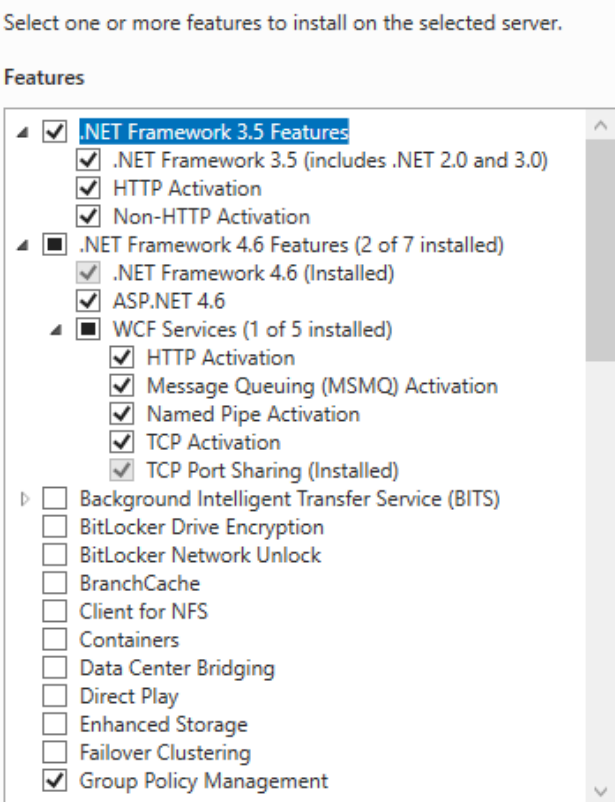 Select one or more features to install on the selected server.
Features
.NET Framework 3.5 Features
.NET Framework 3.5 (includes .NET 2.0 and 3.0)
HTTP Activation
Non-HTTP Activation
.NET Framework 4.6 Features (2 of 7 installed)
.NET Framework 4.6 (Installed)
ASP.NET 4.6
WCF Services (1 of 5 installed)
HTTP Activation
Message Queuing (MSMQ) Activation
Named Pipe Activation
TCP Activation
TCP Port Sharing (Installed)
Background Intelligent Transfer Service (BITS)
BitLocker Drive Encryption
BitLocker Network Unlock
BranchCache
Client for NFS
Containers
Data Center Bridging
Direct Play
Enhanced Storage
Failover Clustering
Group Policy Management